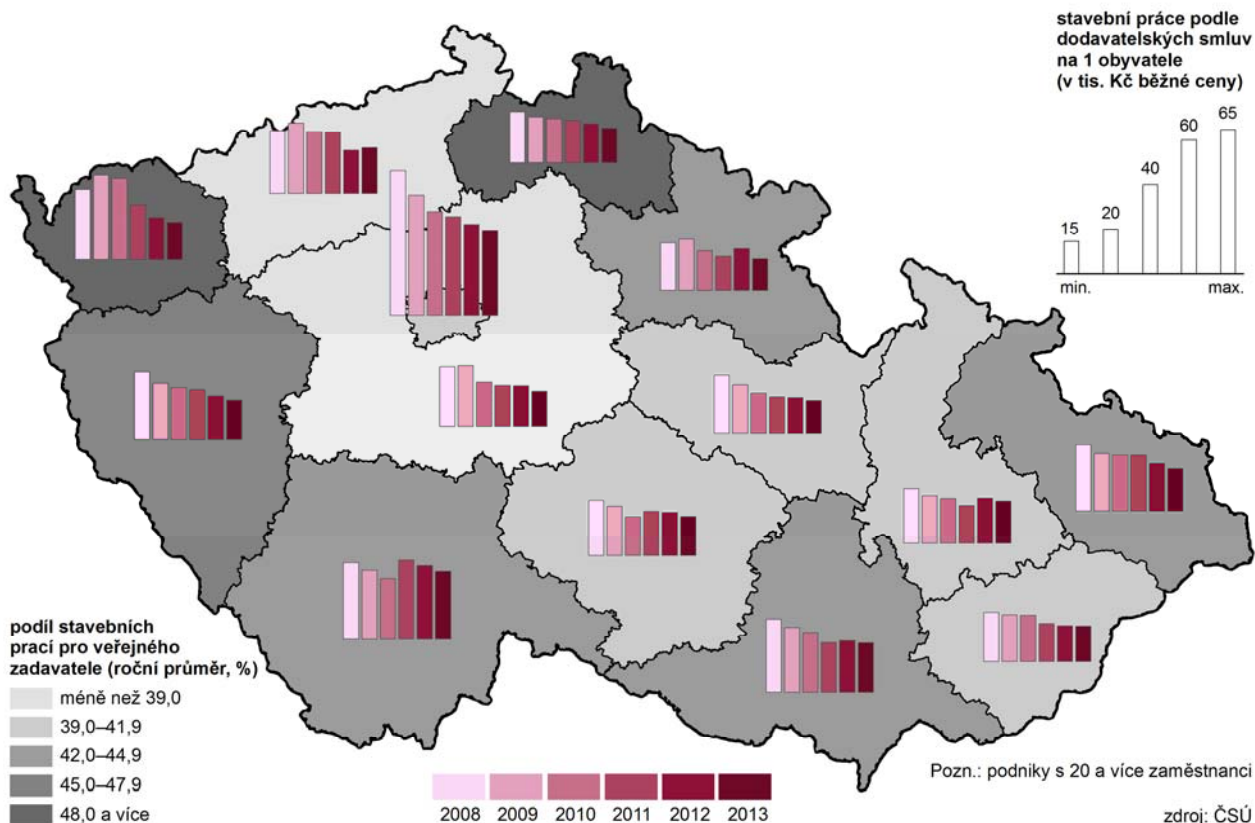 stavební práce podle
dodavatelských smluv
na 1 obyvatele
(v tis. Kč běžné ceny)
15
20
40
60
65
min.
max.
podíl stavebních
prací pro veřejného
zadavatele (roční průměr, %)
méně než 39,0
39,0–41,9
42,0–44,9
45,0–47,9
48,0 a více
2008
2009
2010
2011
2012
2013
Pozn.: podniky s 20 a více zaměstnanci
zdroj: ČSÚ